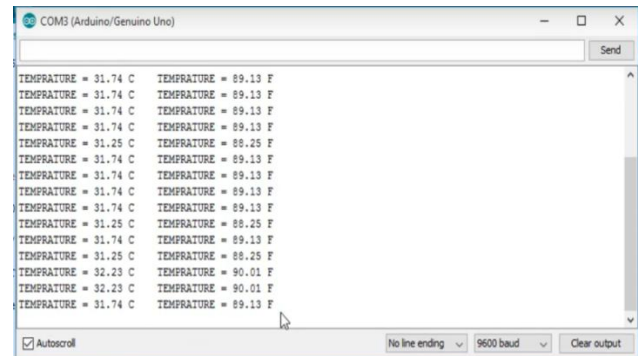 COM3 (Arduino/Genuino Uno)
Send
TEMPRATURE = 31.74 C    TEMPRATURE = 89.13 F
TEMPRATURE = 31.74 C    TEMPRATURE = 89.13 F
TEMPRATURE = 31.74 C    TEMPRATURE = 89.13 F
TEMPRATURE = 31.74 C    TEMPRATURE = 89.13 F
TEMPRATURE = 31.25 C    TEMPRATURE = 88.25 F
TEMPRATURE = 31.74 C    TEMPRATURE = 89.13 F
TEMPRATURE = 31.74 C    TEMPRATURE = 89.13 F
TEMPRATURE = 31.74 C    TEMPRATURE = 89.13 F
TEMPRATURE = 31.74 C    TEMPRATURE = 89.13 F
TEMPRATURE = 31.25 C    TEMPRATURE = 88.25 F
TEMPRATURE = 31.74 C    TEMPRATURE = 89.13 F
TEMPRATURE = 31.25 C    TEMPRATURE = 88.25 F
TEMPRATURE = 32.23 C    TEMPRATURE = 90.01 F
TEMPRATURE = 32.23 C    TEMPRATURE = 90.01 F
TEMPRATURE = 31.74 C    TEMPRATURE = 89.13 F
Autoscroll    No line ending    9600 baud    Clear output